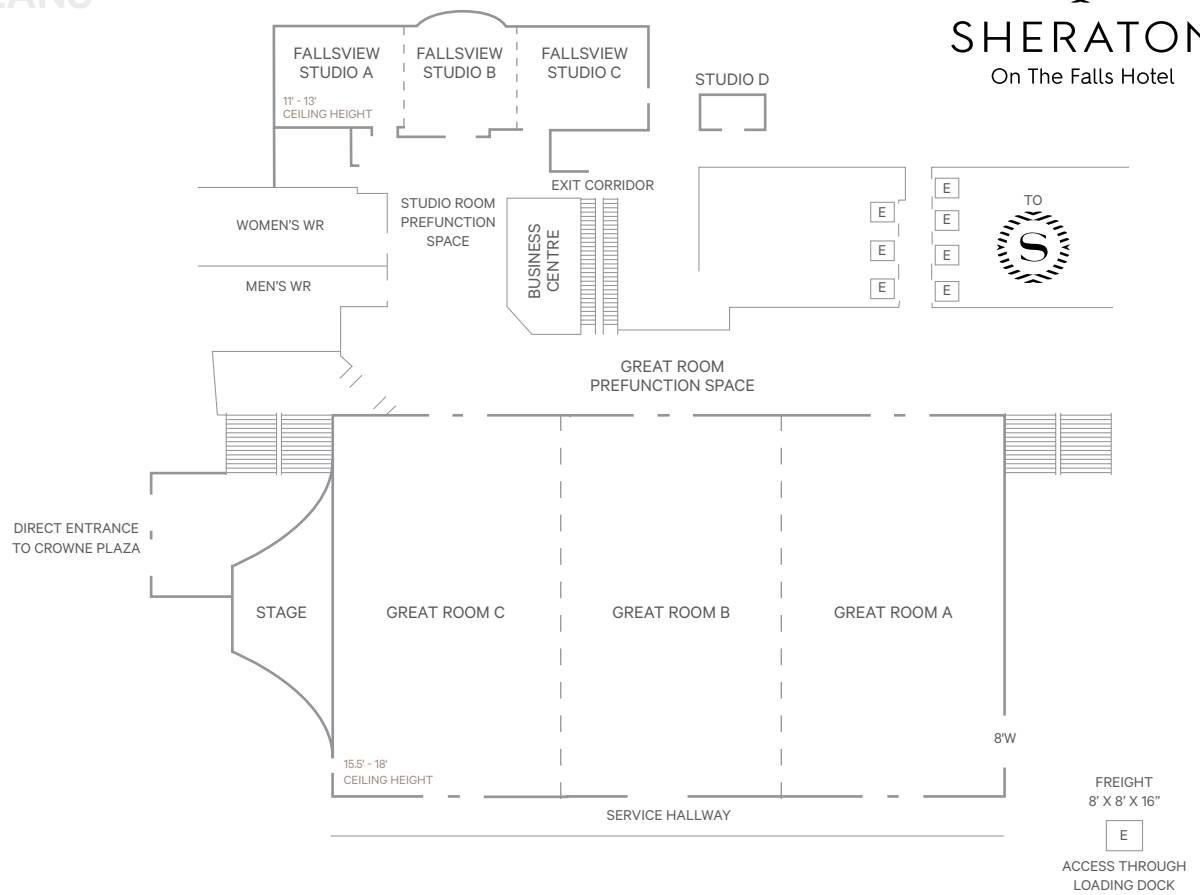 SHERATON
On The Falls Hotel
FALLSVIEW
STUDIO A
FALLSVIEW
STUDIO B
FALLSVIEW
STUDIO C
STUDIO D
11' - 13'
CEILING HEIGHT
EXIT CORRIDOR
WOMEN'S WR
STUDIO ROOM
PREFUNCTION
SPACE
BUSINESS
CENTRE
MEN'S WR
E
E
E
E
E
E
E
TO
S
GREAT ROOM
PREFUNCTION SPACE
DIRECT ENTRANCE
TO CROWNE PLAZA
STAGE
GREAT ROOM C
GREAT ROOM B
GREAT ROOM A
8'W
15.5' - 18'
CEILING HEIGHT
SERVICE HALLWAY
FREIGHT
8' X 8' X 16”
E
ACCESS THROUGH
LOADING DOCK